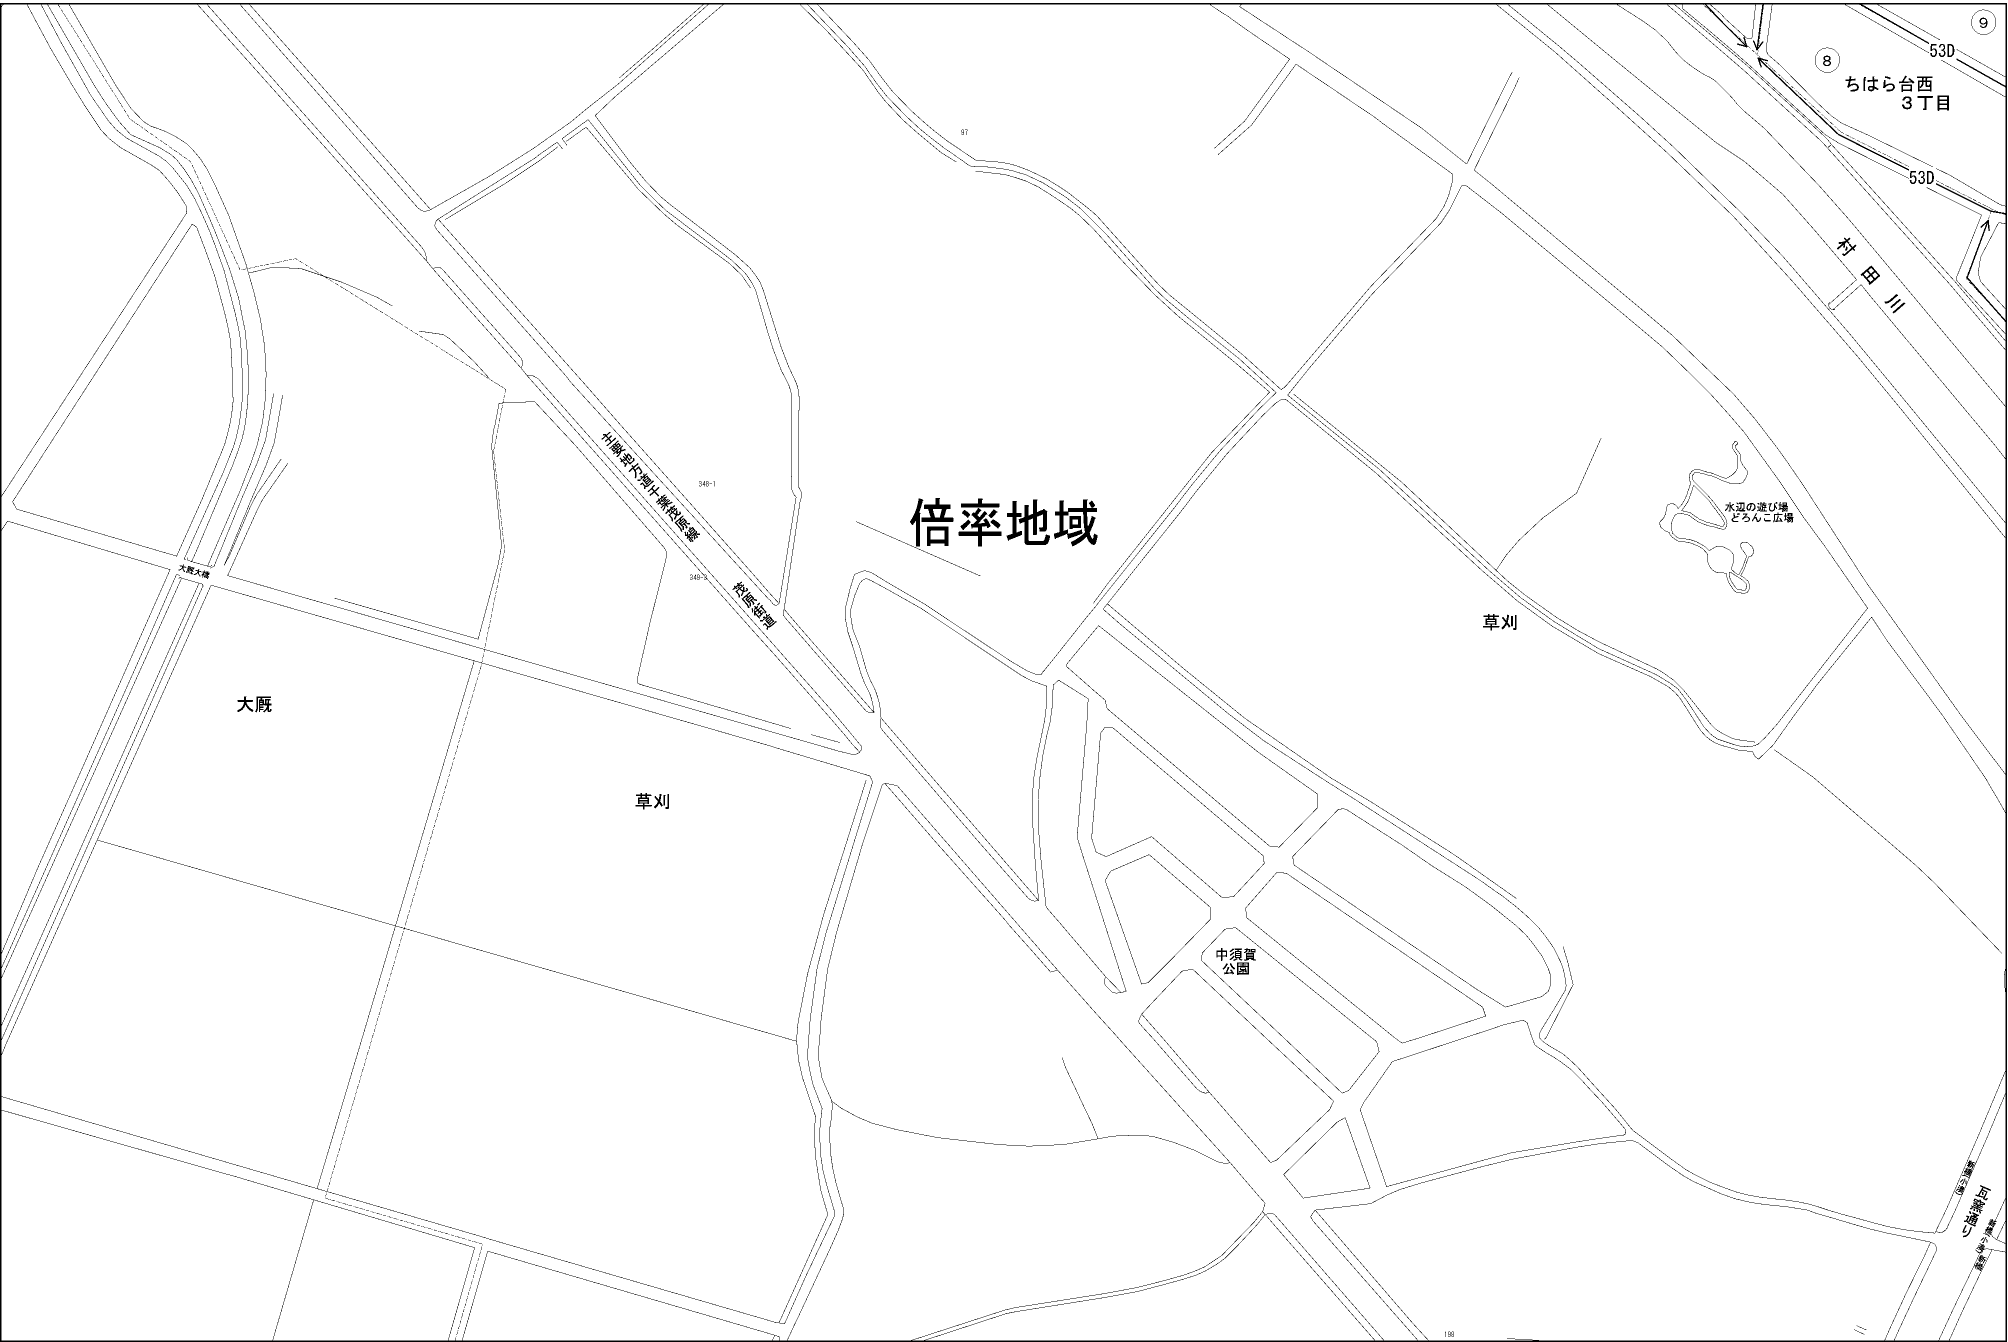 9
53D
8
ちはら台西
3丁目
97
53D
村田川
主要地方道千葉茂原線
348-1
倍率地域
水辺の遊び場
どろんこ広場
大厩大橋
349-3
茂原街道
草刈
大厩
草刈
中須賀
公園
瓦窯通り
198